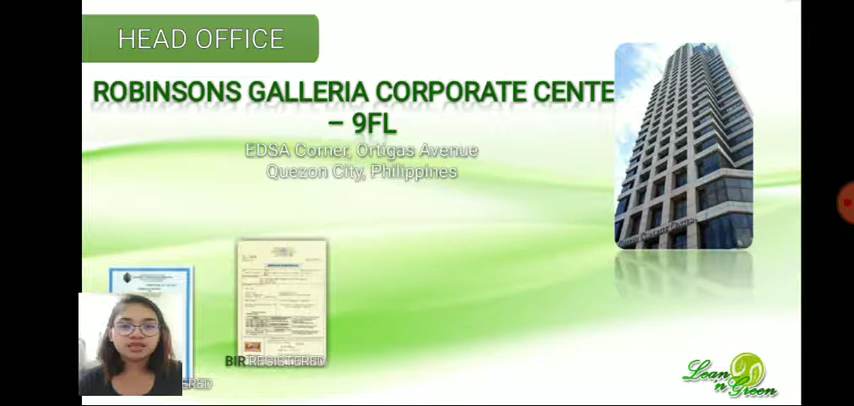 HEAD OFFICE
ROBINSONS GALLERIA CORPORATE CENTE
– 9FL
EDSA Corner, Ortigas Avenue
Quezon City, Philippines
BIR REGISTERED
Lean
'n
Green